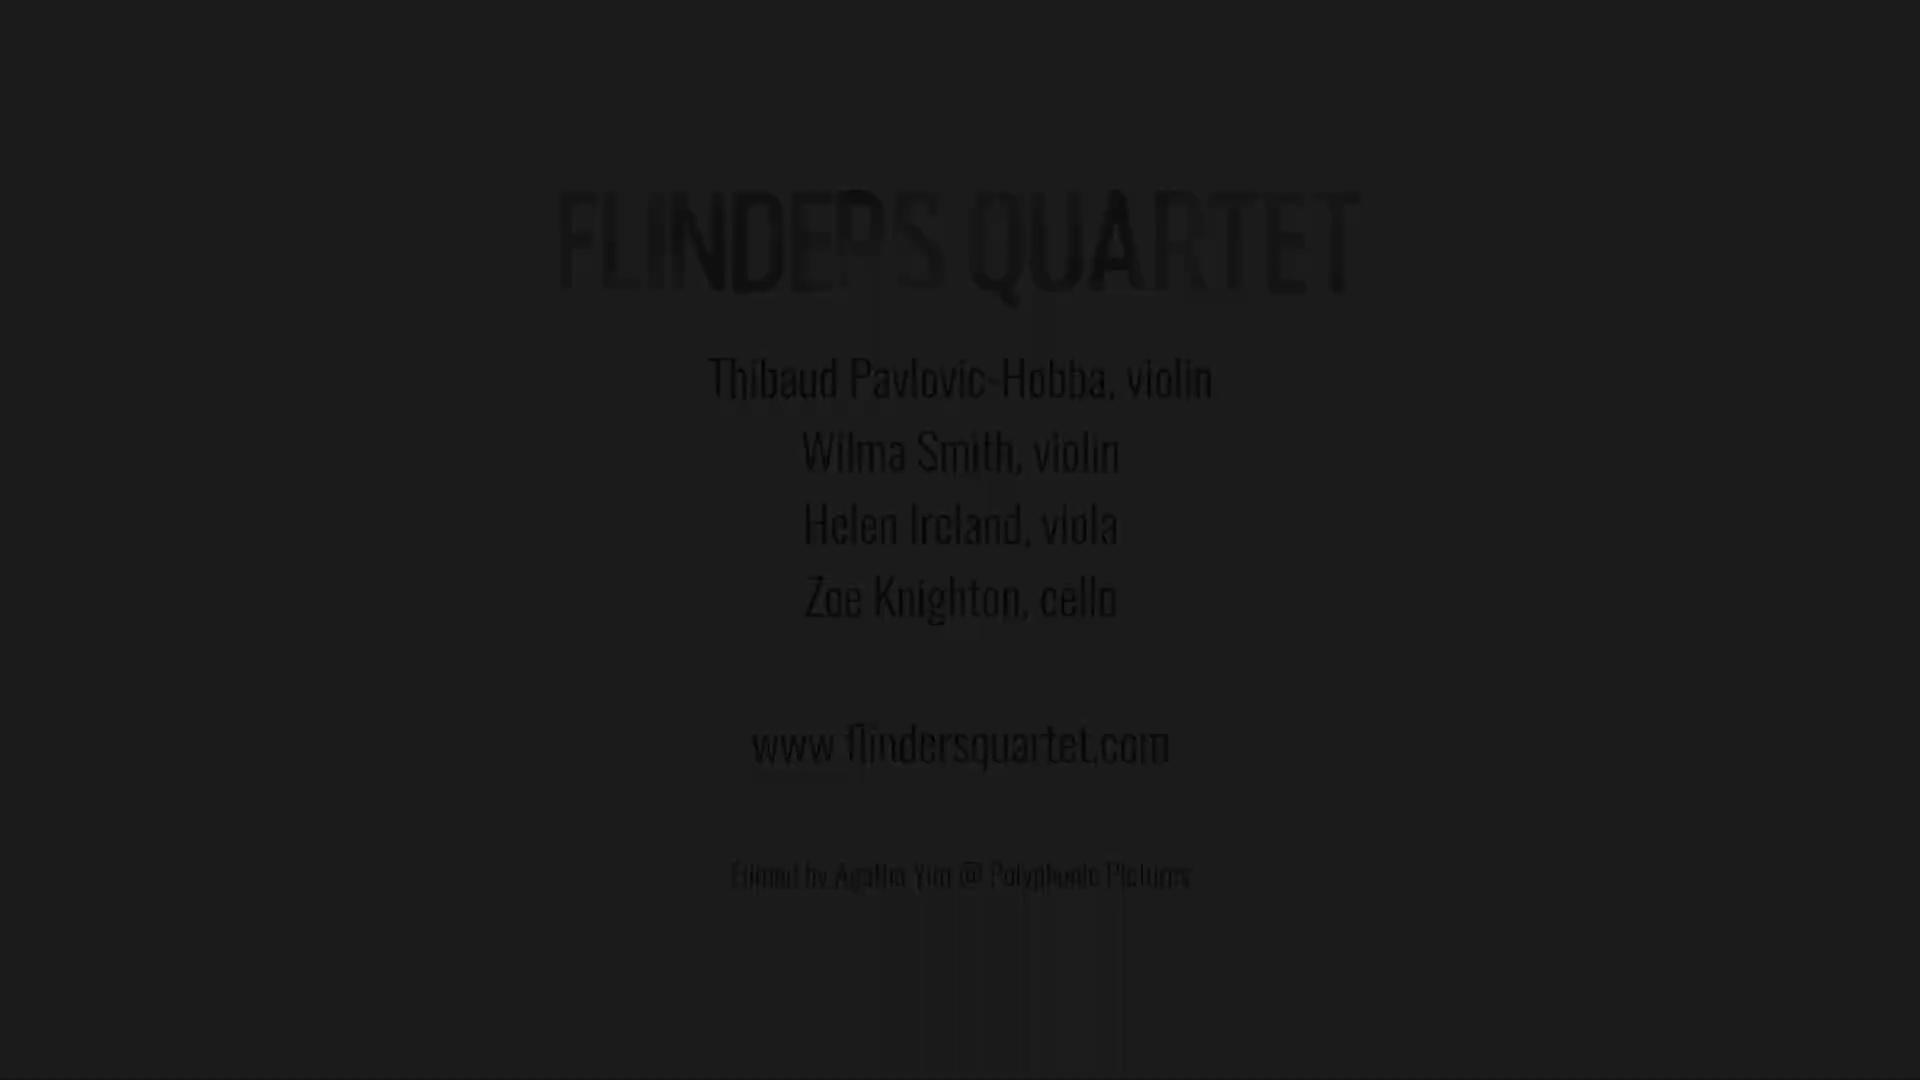 FLINDERS QUARTET
Thibaud Pavlovic-Hobba, violin
Wilma Smith, violin
Helen Ireland, viola
Zoe Knighton, cello
www.flindersquartet.com
Filmed by Agatha Yim @ Polyphonic Pictures